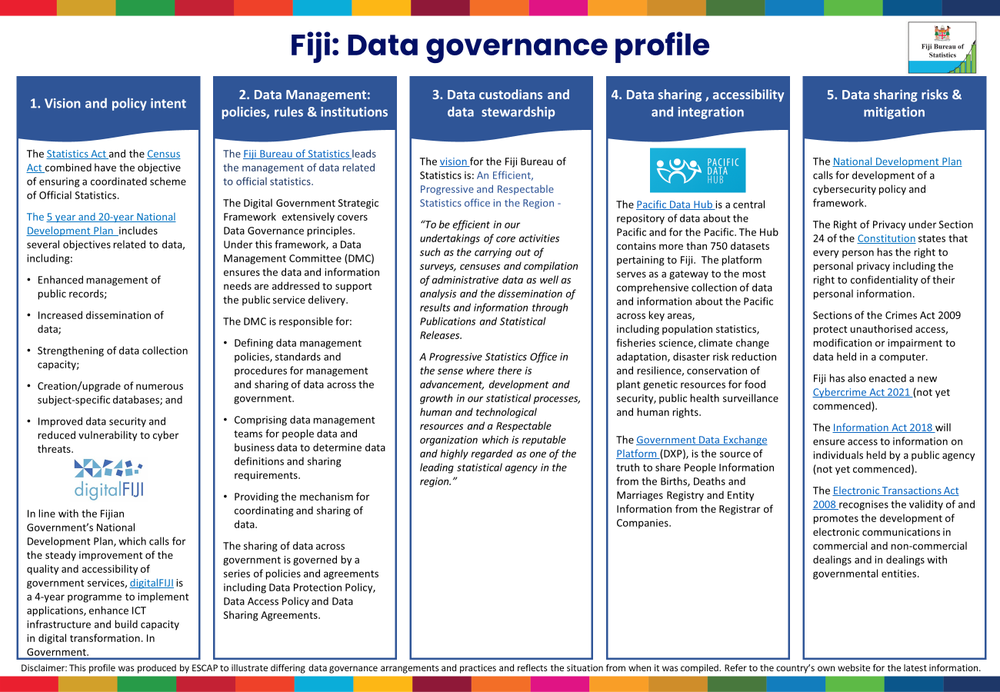 Fiji: Data governance profile
Fiji Bureau of
Statistics
1. Vision and policy intent
The Statistics Act and the Census
Act combined have the objective
of ensuring a coordinated scheme
of Official Statistics.
The 5 year and 20-year National
Development Plan includes
several objectives related to data,
including:
• Enhanced management of
public records;
• Increased dissemination of
data;
• Strengthening of data collection
capacity;
• Creation/upgrade of numerous
subject-specific databases; and
• Improved data security and
reduced vulnerability to cyber
threats.
digitalFIJI
In line with the Fijian
Government’s National
Development Plan, which calls for
the steady improvement of the
quality and accessibility of
government services, digitalFIJI is
a 4-year programme to implement
applications, enhance ICT
infrastructure and build capacity
in digital transformation. In
Government.
2. Data Management:
policies, rules & institutions
The Fiji Bureau of Statistics leads
the management of data related
to official statistics.
The Digital Government Strategic
Framework extensively covers
Data Governance principles.
Under this framework, a Data
Management Committee (DMC)
ensures the data and information
needs are addressed to support
the public service delivery.
The DMC is responsible for:
• Defining data management
policies, standards and
procedures for management
and sharing of data across the
government.
• Comprising data management
teams for people data and
business data to determine data
definitions and sharing
requirements.
• Providing the mechanism for
coordinating and sharing of
data.
The sharing of data across
government is governed by a
series of policies and agreements
including Data Protection Policy,
Data Access Policy and Data
Sharing Agreements.
3. Data custodians and
data stewardship
The vision for the Fiji Bureau of
Statistics is: An Efficient,
Progressive and Respectable
Statistics office in the Region -
“To be efficient in our
undertakings of core activities
such as the carrying out of
surveys, censuses and compilation
of administrative data as well as
analysis and the dissemination of
results and information through
Publications and Statistical
Releases.
A Progressive Statistics Office in
the sense where there is
advancement, development and
growth in our statistical processes,
human and technological
resources and a Respectable
organization which is reputable
and highly regarded as one of the
leading statistical agency in the
region.”
4. Data sharing , accessibility
and integration
PACIFIC
DATA
HUB
The Pacific Data Hub is a central
repository of data about the
Pacific and for the Pacific. The Hub
contains more than 750 datasets
pertaining to Fiji. The platform
serves as a gateway to the most
comprehensive collection of data
and information about the Pacific
across key areas,
including population statistics,
fisheries science, climate change
adaptation, disaster risk reduction
and resilience, conservation of
plant genetic resources for food
security, public health surveillance
and human rights.
The Government Data Exchange
Platform (DXP), is the source of
truth to share People Information
from the Births, Deaths and
Marriages Registry and Entity
Information from the Registrar of
Companies.
5. Data sharing risks &
mitigation
The National Development Plan
calls for development of a
cybersecurity policy and
framework.
The Right of Privacy under Section
24 of the Constitution states that
every person has the right to
personal privacy including the
right to confidentiality of their
personal information.
Sections of the Crimes Act 2009
protect unauthorised access,
modification or impairment to
data held in a computer.
Fiji has also enacted a new
Cybercrime Act 2021 (not yet
commenced).
The Information Act 2018 will
ensure access to information on
individuals held by a public agency
(not yet commenced).
The Electronic Transactions Act
2008 recognises the validity of and
promotes the development of
electronic communications in
commercial and non-commercial
dealings and in dealings with
governmental entities.
Disclaimer: This profile was produced by ESCAP to illustrate differing data governance arrangements and practices and reflects the situation from when it was compiled. Refer to the country’s own website for the latest information.